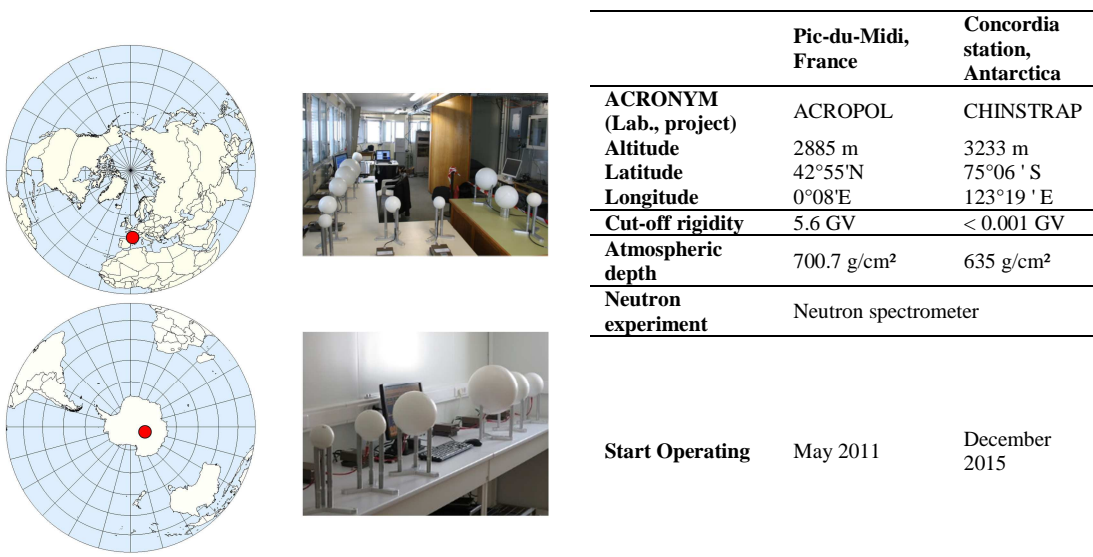 Pic-du-Midi, France
Concordia station, Antarctica
ACRONYM (Lab., project) ACROPOL CHINSTRAP
Altitude 2885 m 3233 m
Latitude 42°55'N 75°06 ' S
Longitude 0°08'E 123°19 ' E
Cut-off rigidity 5.6 GV < 0.001 GV
Atmospheric depth 700.7 g/cm² 635 g/cm²
Neutron experiment Neutron spectrometer
Start Operating May 2011 December 2015